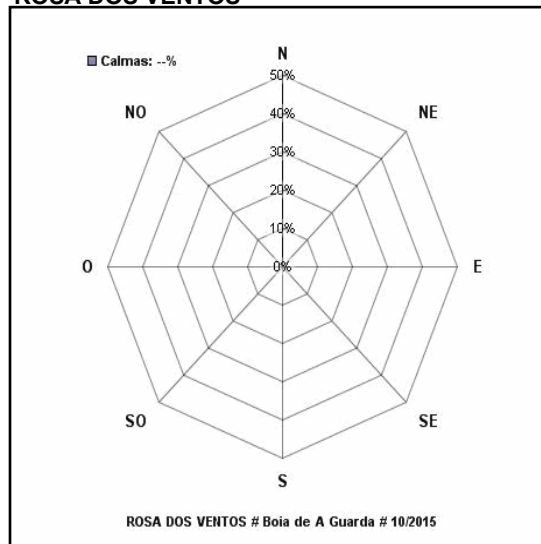 ROSA DOS VENTOS
Calmas: --%
N
50%
NO
NE
40%
30%
20%
10%
O
0%
E
SO
SE
S
ROSA DOS VENTOS # Boia de A Guarda # 10/2015